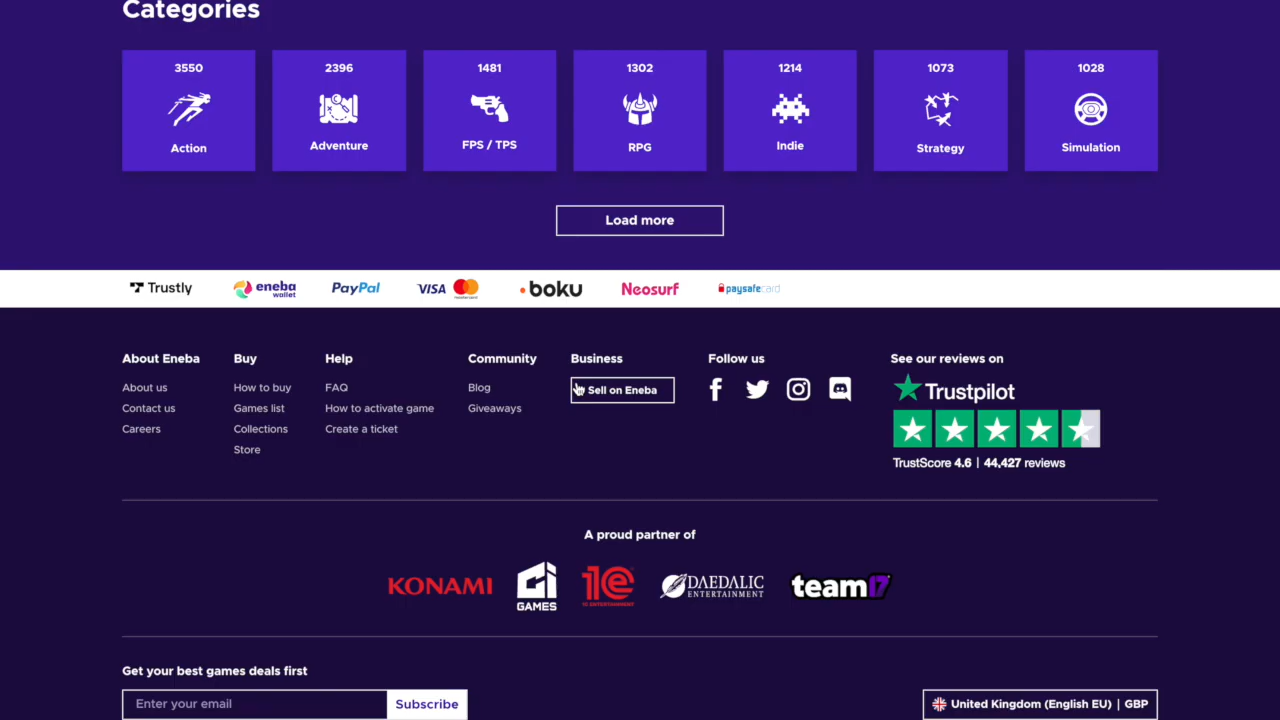 Categories
3550 2396 1481 1302 1214 1073 1028
Action Adventure FPS / TPS RPG Indie Strategy Simulation
Load more
Trustly eneba wallet PayPal VISA mastercard boku Neosurf paysafecard
About Eneba Buy Help Community Business Follow us See our reviews on
About us How to buy FAQ Blog Sell on Eneba Trustpilot
Contact us Games list How to activate game Giveaways
Careers Collections Create a ticket
Store
TrustScore 4.6 | 44,427 reviews
A proud partner of
KONAMI CI GAMES 1C ENTERTAINMENT DAEDALIC ENTERTAINMENT team17
Get your best games deals first
Enter your email Subscribe United Kingdom (English EU) | GBP